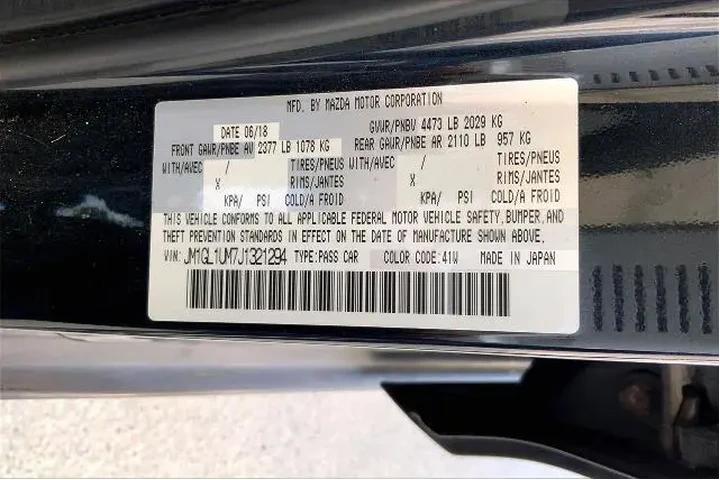 MFD. BY MAZDA MOTOR CORPORATION
DATE 06/18 GVWR/PNBV 4473 LB 2029 KG
FRONT GAWR/PNBE AV 2377 LB 1078 KG REAR GAWR/PNBE AR 2110 LB 957 KG
WITH/AVEC / TIRES/PNEUS WITH/AVEC / TIRES/PNEUS
X RIMS/JANTES X RIMS/JANTES
KPA/ PSI COLD/A FROID KPA/ PSI COLD/A FROID
THIS VEHICLE CONFORMS TO ALL APPLICABLE FEDERAL MOTOR VEHICLE SAFETY, BUMPER, AND
THEFT PREVENTION STANDARDS IN EFFECT ON THE DATE OF MANUFACTURE SHOWN ABOVE.
VIN: JM1GL1UM7J1321294 TYPE:PASS CAR COLOR CODE: 41W MADE IN JAPAN